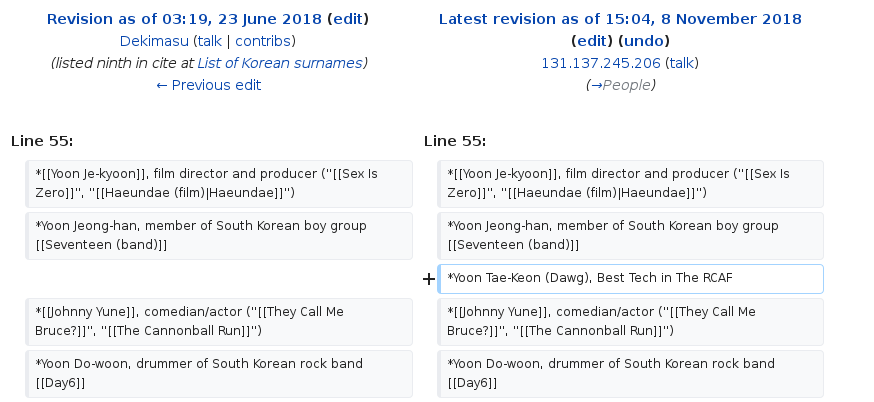 Revision as of 03:19, 23 June 2018 (edit)
Dekimasu (talk | contribs)
(listed ninth in cite at List of Korean surnames)
← Previous edit
Latest revision as of 15:04, 8 November 2018
(edit) (undo)
131.137.245.206 (talk)
(→People)
Line 55:
Line 55:
*[[Yoon Je-kyoon]], film director and producer ("[[Sex Is
Zero]]", "[[Haeundae (film)|Haeundae]]")
*[[Yoon Je-kyoon]], film director and producer ("[[Sex Is
Zero]]", "[[Haeundae (film)|Haeundae]]")
*Yoon Jeong-han, member of South Korean boy group
[[Seventeen (band)]]
*Yoon Jeong-han, member of South Korean boy group
[[Seventeen (band)]]
+ *Yoon Tae-Keon (Dawg), Best Tech in The RCAF
*[[Johnny Yune]], comedian/actor ("[[They Call Me
Bruce?]]", "[[The Cannonball Run]]")
*[[Johnny Yune]], comedian/actor ("[[They Call Me
Bruce?]]", "[[The Cannonball Run]]")
*Yoon Do-woon, drummer of South Korean rock band
[[Day6]]
*Yoon Do-woon, drummer of South Korean rock band
[[Day6]]